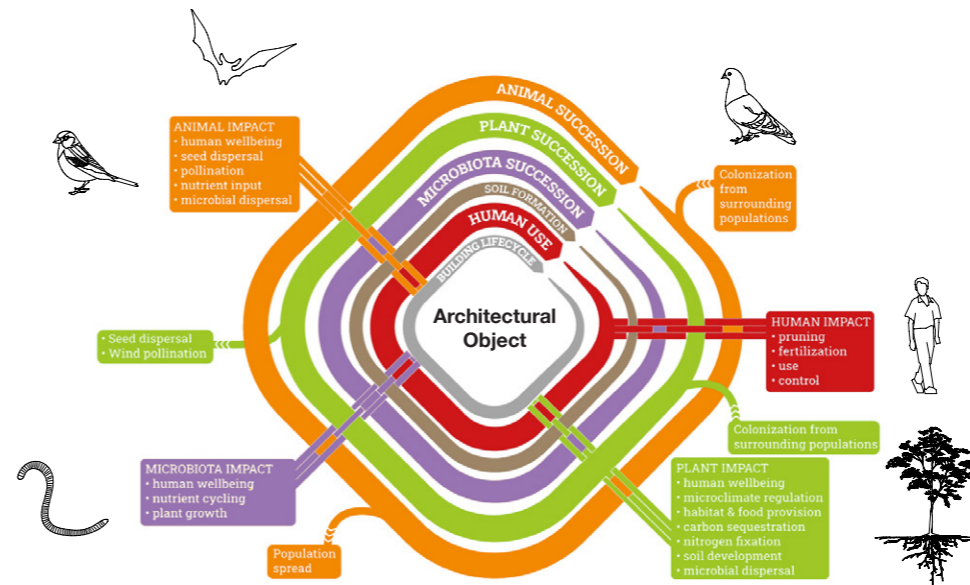 ANIMAL SUCCESSION
PLANT SUCCESSION
MICROBIOTA SUCCESSION
SOIL FORMATION
HUMAN USE
BUILDING LIFECYCLE
Architectural
Object
ANIMAL IMPACT
• human wellbeing
• seed dispersal
• pollination
• nutrient input
• microbial dispersal
Colonization
from
surrounding
populations
• Seed dispersal
• Wind pollination
HUMAN IMPACT
• pruning
• fertilization
• use
• control
Colonization from
surrounding populations
MICROBIOTA IMPACT
• human wellbeing
• nutrient cycling
• plant growth
PLANT IMPACT
• human wellbeing
• microclimate regulation
• habitat & food provision
• carbon sequestration
• nitrogen fixation
• soil development
• microbial dispersal
Population
spread